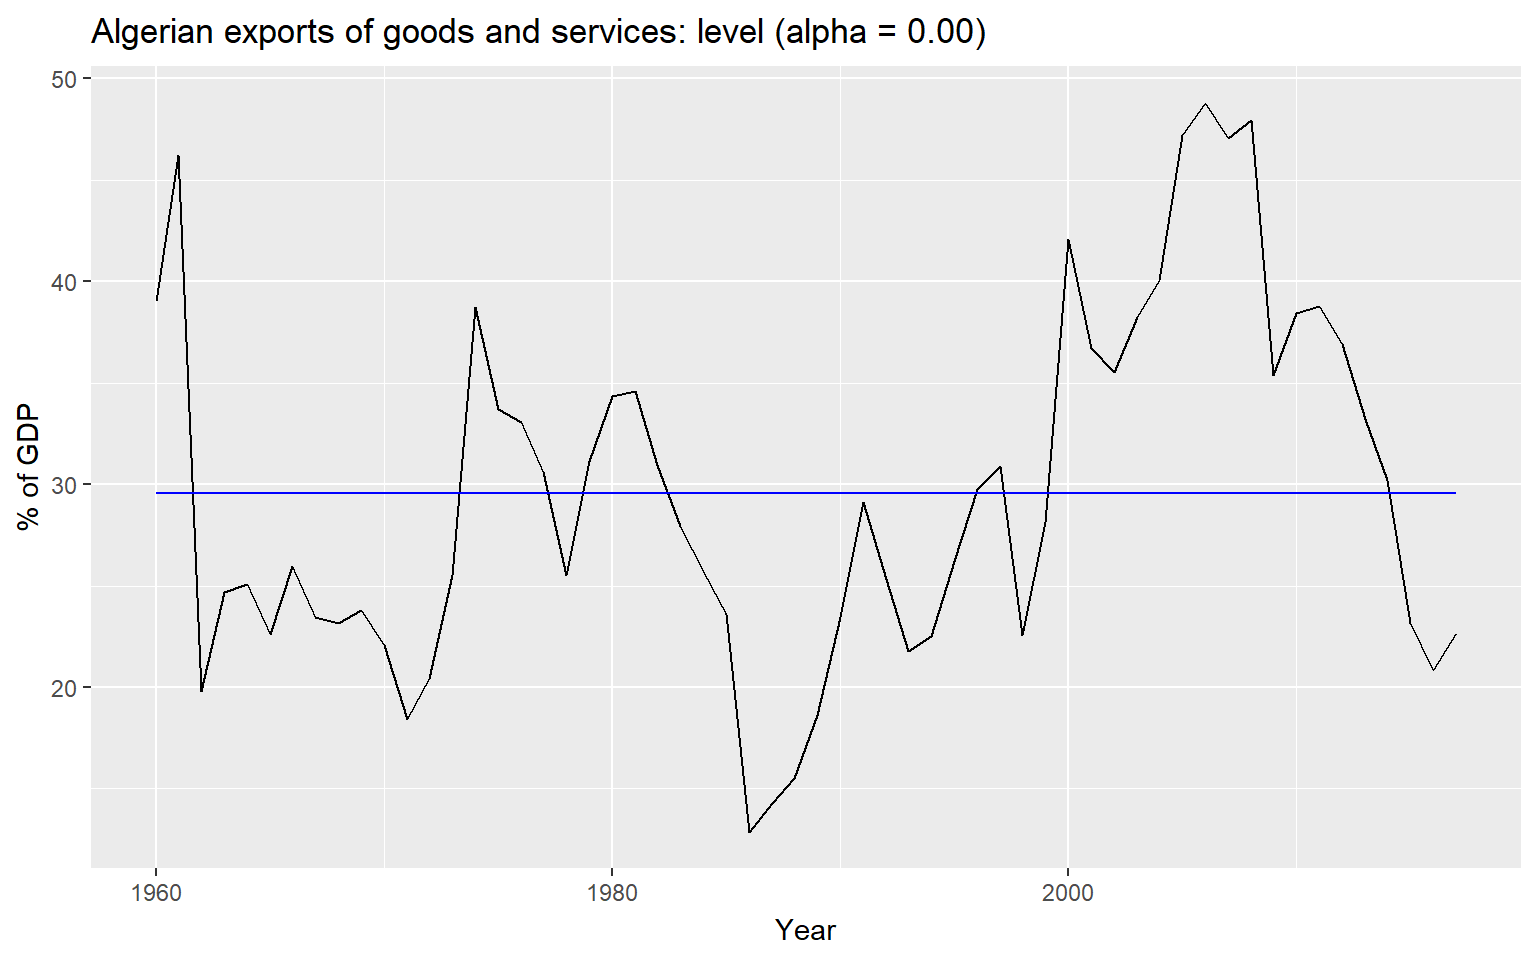 Algerian exports of goods and services: level (alpha = 0.00)
50
40
30
20
% of GDP
1960
1980
2000
Year